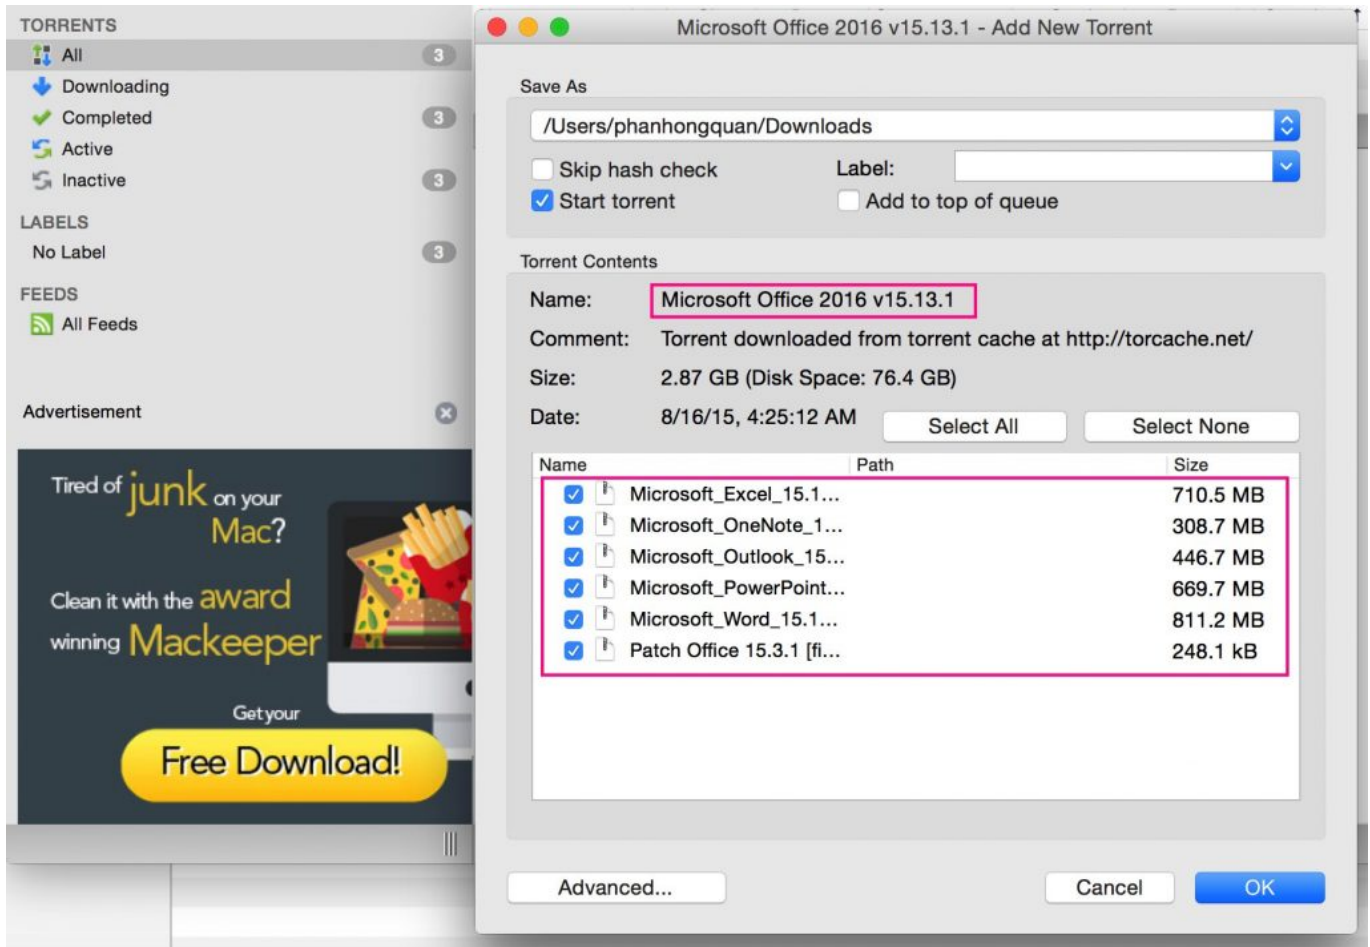 TORRENTS
All 3
Downloading
Completed 3
Active
Inactive 3
LABELS
No Label 3
FEEDS
All Feeds
Advertisement
Tired of junk on your
Mac?
Clean it with the award
winning Mackeeper
Get your
Free Download!
Microsoft Office 2016 v15.13.1 - Add New Torrent
Save As
/Users/phanhongquan/Downloads
Skip hash check Label:
Start torrent Add to top of queue
Torrent Contents
Name: Microsoft Office 2016 v15.13.1
Comment: Torrent downloaded from torrent cache at http://torcache.net/
Size: 2.87 GB (Disk Space: 76.4 GB)
Date: 8/16/15, 4:25:12 AM Select All Select None
Name Path Size
Microsoft_Excel_15.1... 710.5 MB
Microsoft_OneNote_1... 308.7 MB
Microsoft_Outlook_15... 446.7 MB
Microsoft_PowerPoint... 669.7 MB
Microsoft_Word_15.1... 811.2 MB
Patch Office 15.3.1 [fi... 248.1 kB
Advanced... Cancel OK